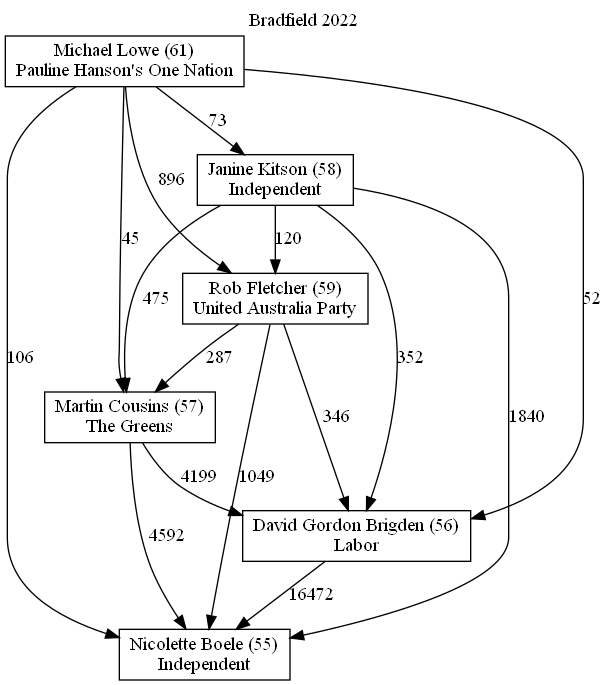 Bradfield 2022
Michael Lowe (61)
Pauline Hanson's One Nation
73
Janine Kitson (58)
Independent
896
45
120
Rob Fletcher (59)
United Australia Party
475
52
106
287
352
Martin Cousins (57)
The Greens
346
1840
4199
1049
David Gordon Brigden (56)
Labor
4592
16472
Nicolette Boele (55)
Independent